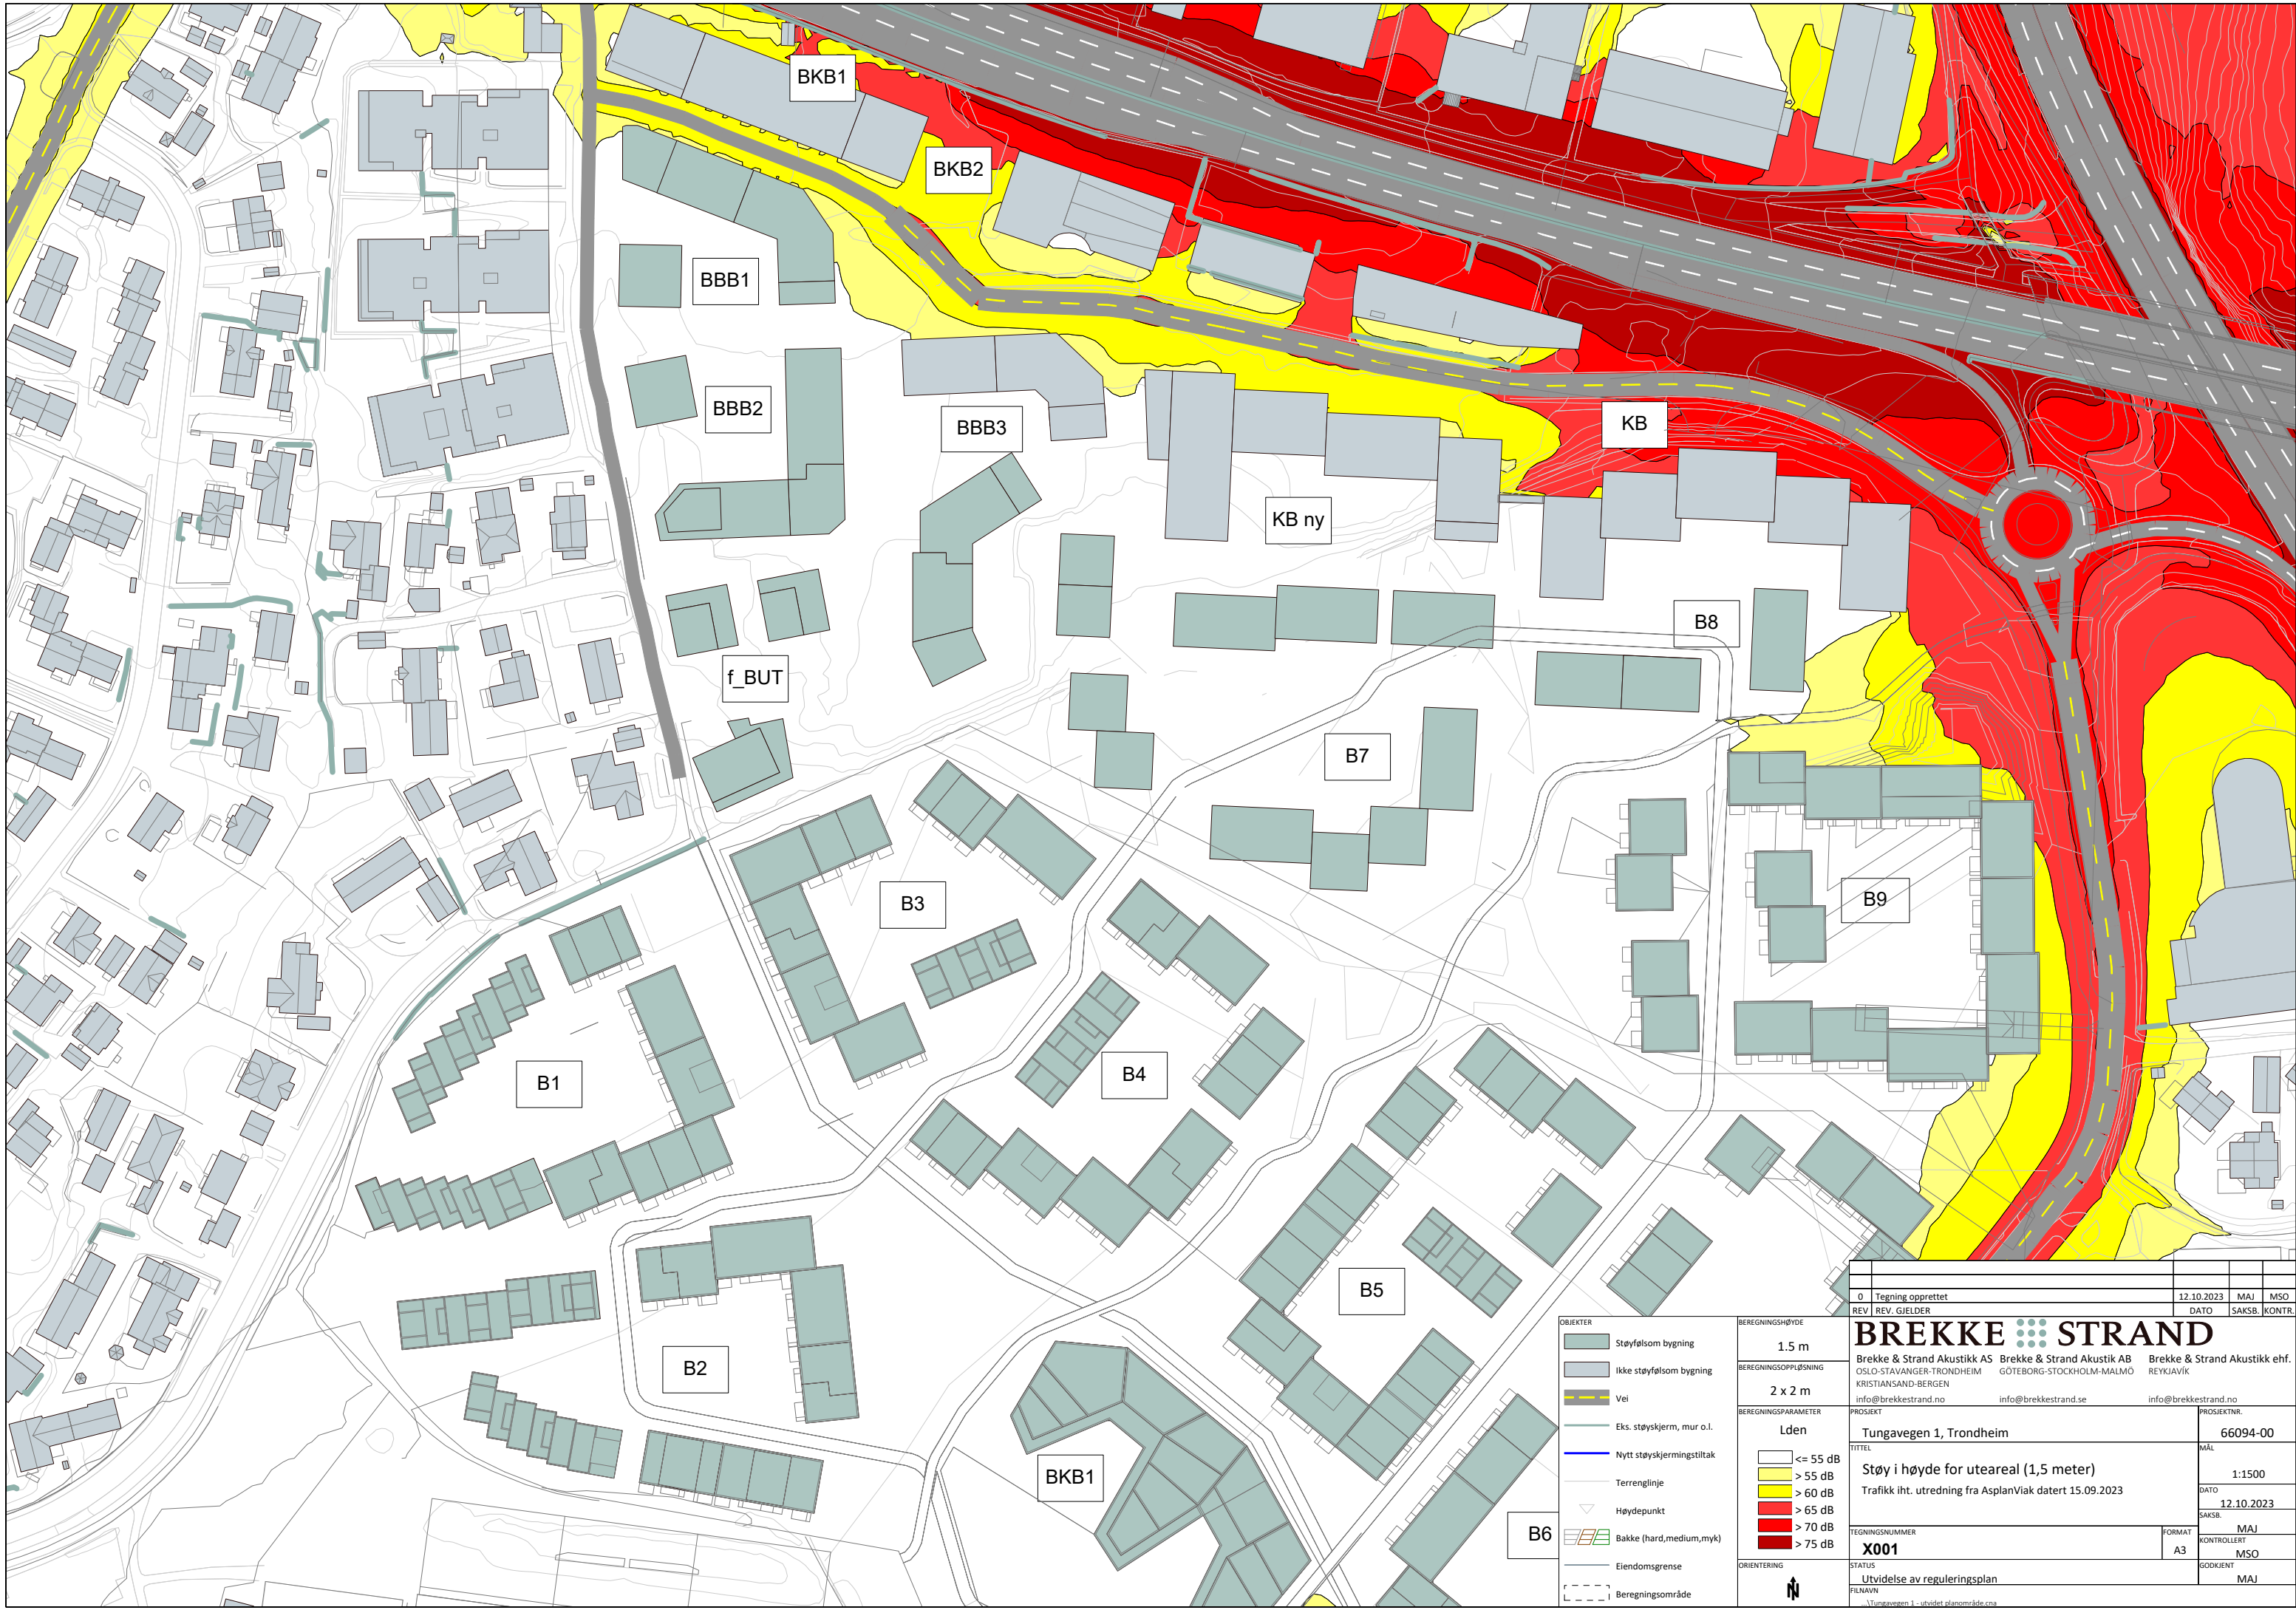 BKB1
BKB2
BBB1
BBB2
BBB3
KB
KB ny
B8
f_BUT
B7
B3
B9
B4
B1
B5
B2
BKB1
B6
0 Tegning opprettet 12.10.2023 MAJ MSO
REV REV. GJELDER DATO SAKSB. KONTR.
OBJEKTER
Støyfølsom bygning
Ikke støyfølsom bygning
Vei
Eks. støyskjerm, mur o.l.
Nytt støyskjermingstiltak
Terrenglinje
Høydepunkt
Bakke (hard,medium,myk)
Eiendomsgrense
Beregningsområde
BEREGNINGSHØYDE
1.5 m
BEREGNINGSOPPLØSNING
2 x 2 m
BEREGNINGSPARAMETER
Lden
<= 55 dB
> 55 dB
> 60 dB
> 65 dB
> 70 dB
> 75 dB
ORIENTERING
N
BREKKE STRAND
Brekke & Strand Akustikk AS Brekke & Strand Akustik AB Brekke & Strand Akustikk ehf.
OSLO-STAVANGER-TRONDHEIM GÖTEBORG-STOCKHOLM-MALMÖ REYKJAVÍK
KRISTIANSAND-BERGEN
info@brekkestrand.no info@brekkestrand.se info@brekkestrand.no
PROSJEKT
Tungavegen 1, Trondheim
PROSJEKTNR.
66094-00
TITTEL
Støy i høyde for uteareal (1,5 meter)
Trafikk iht. utredning fra AsplanViak datert 15.09.2023
MÅL
1:1500
DATO
12.10.2023
SAKSB.
MAJ
TEGNINGSNUMMER
X001
FORMAT
A3
KONTROLLERT
MSO
STATUS
Utvidelse av reguleringsplan
GODKJENT
MAJ
FILNAVN
...\Tungavegen 1 - utvidet planområde.cna